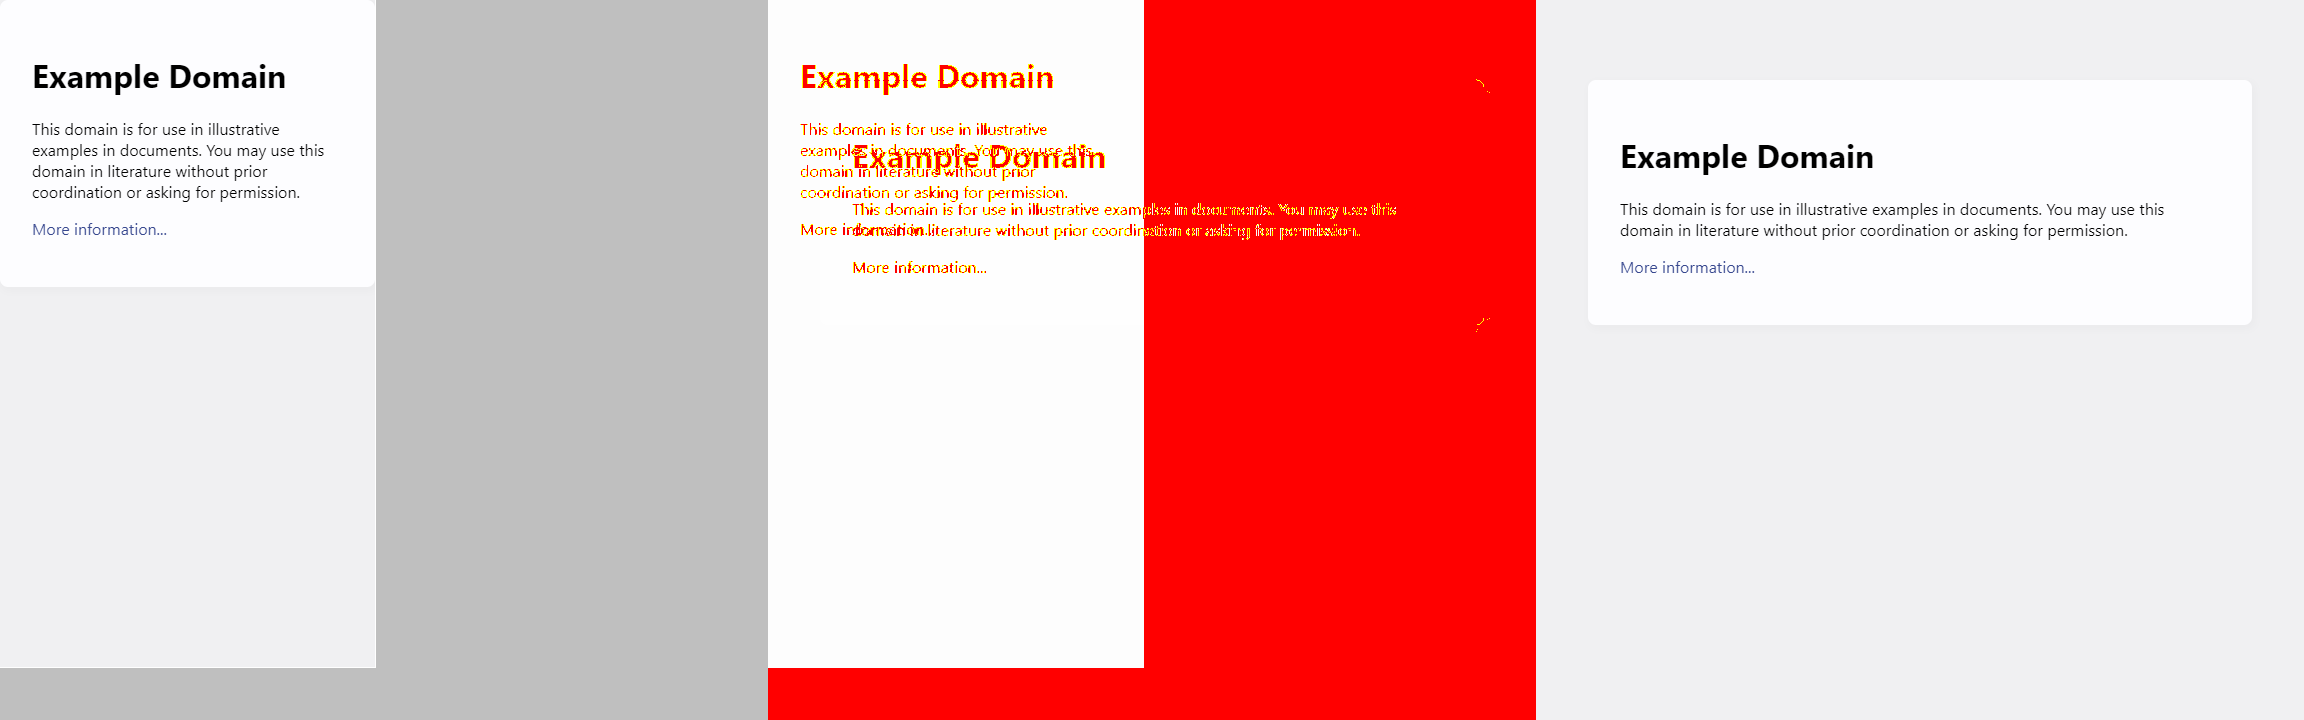 Example Domain
This domain is for use in illustrative
examples in documents. You may use this
domain in literature without prior
coordination or asking for permission.
More information...
Example Domain
This domain is for use in illustrative
examples in documents. You may use this
domain in literature without prior
coordination or asking for permission.
More information...
Example Domain
This domain is for use in illustrative examples in documents. You may use this
domain in literature without prior coordination or asking for permission.
More information...
Example Domain
This domain is for use in illustrative examples in documents. You may use this
domain in literature without prior coordination or asking for permission.
More information...